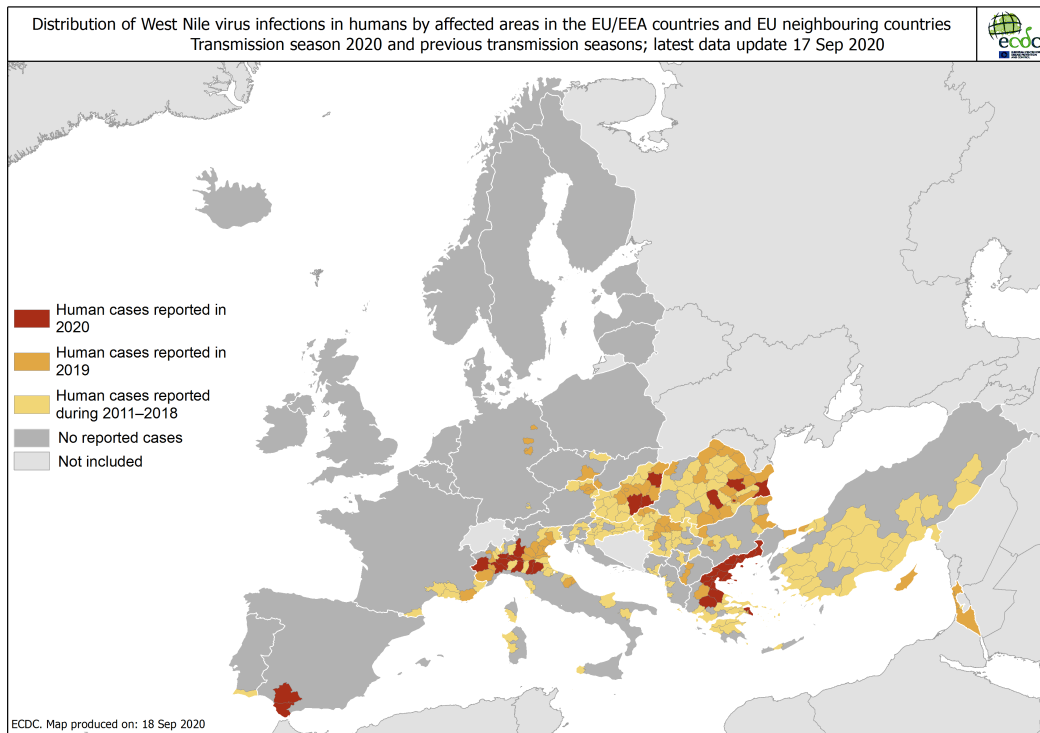 Distribution of West Nile virus infections in humans by affected areas in the EU/EEA countries and EU neighbouring countries
Transmission season 2020 and previous transmission seasons; latest data update 17 Sep 2020
ecdc
Human cases reported in
2020
Human cases reported in
2019
Human cases reported
during 2011–2018
No reported cases
Not included
ECDC. Map produced on: 18 Sep 2020